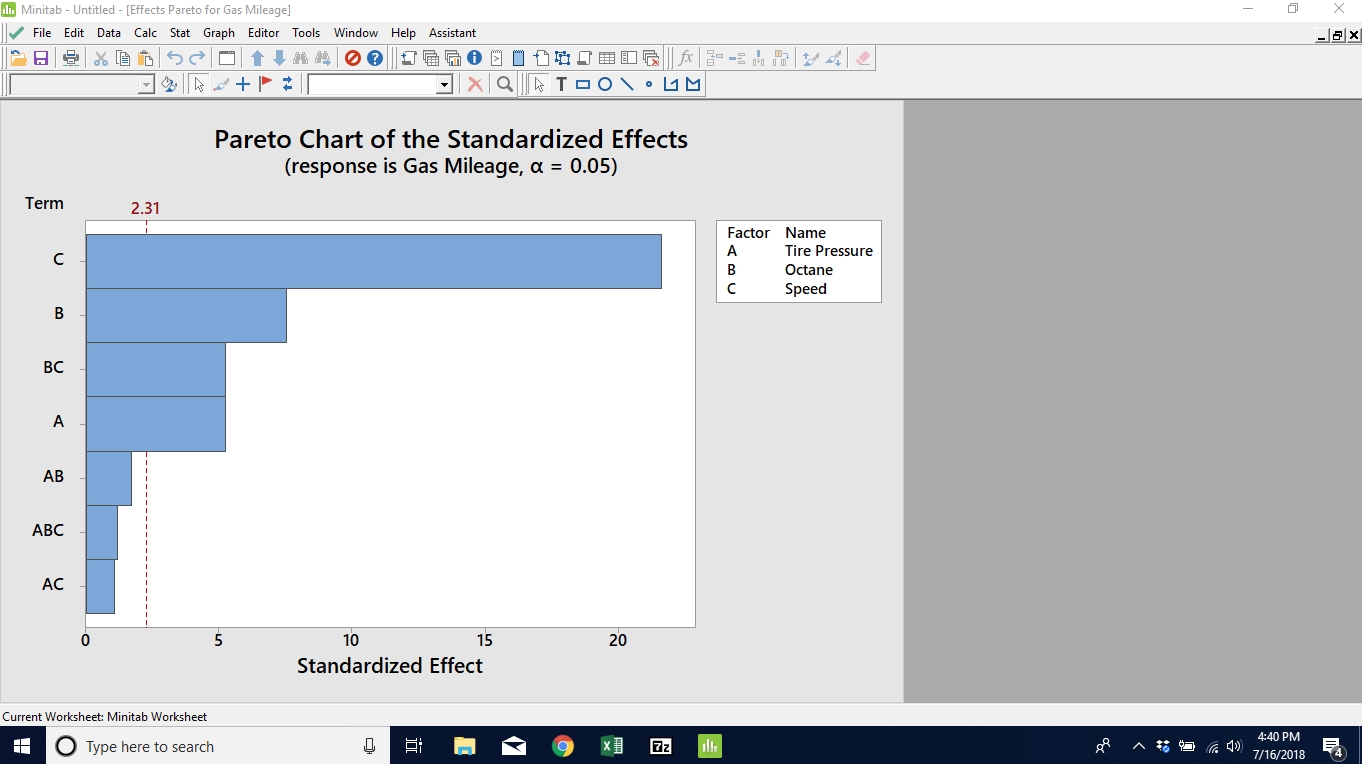 Minitab - Untitled - [Effects Pareto for Gas Mileage]
File Edit Data Calc Stat Graph Editor Tools Window Help Assistant
fx
T
Pareto Chart of the Standardized Effects
(response is Gas Mileage, α = 0.05)
Term
2.31
C
B
BC
A
AB
ABC
AC
0 5 10 15 20
Standardized Effect
Factor Name
A Tire Pressure
B Octane
C Speed
Current Worksheet: Minitab Worksheet
Type here to search
7z
4:40 PM
7/16/2018
4